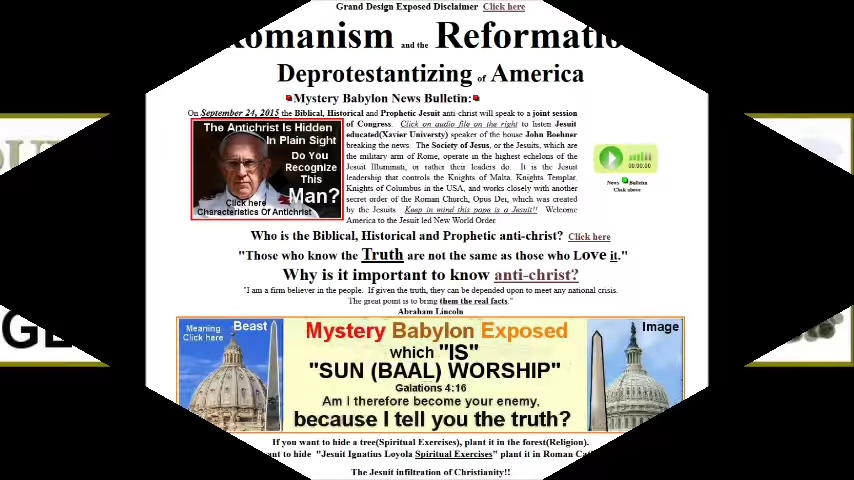 Grand Design Exposed Disclaimer Click here
Romanism and the Reformation
Deprotestantizing of America
Mystery Babylon News Bulletin:
On September 24, 2015 the Biblical, Historical and Prophetic Jesuit anti-christ will speak to a joint session
of Congress. Click on audio file on the right to listen Jesuit
educated(Xavier University) speaker of the house John Boehner
breaking the news. The Society of Jesus, or the Jesuits, which are
the military arm of Rome, operate in the highest echelons of the
Jesuit Illuminati, or rather their leaders do. It is the Jesuit
leadership that controls the Knights of Malta, Knights Templar,
Knights of Columbus in the USA, and works closely with another
secret order of the Roman Church, Opus Dei, which was created
by the Jesuits. Keep in mind this pope is a Jesuit!! Welcome
America to the Jesuit led New World Order.
The Antichrist Is Hidden
In Plain Sight
Do You
Recognize
This
Man?
Click here
Characteristics Of Antichrist
00:00:00
News Bulletin
Click above
Who is the Biblical, Historical and Prophetic anti-christ? Click here
"Those who know the Truth are not the same as those who Love it."
Why is it important to know anti-christ?
"I am a firm believer in the people. If given the truth, they can be depended upon to meet any national crisis.
The great point is to bring them the real facts."
Abraham Lincoln
Meaning
Click here
Beast
Mystery Babylon Exposed
which "IS"
"SUN (BAAL) WORSHIP"
Galations 4:16
Am I therefore become your enemy,
because I tell you the truth?
Image
If you want to hide a tree(Spiritual Exercises), plant it in the forest(Religion).
to hide "Jesuit Ignatius Loyola Spiritual Exercises" plant it in Roman
The Jesuit infiltration of Christianity!!